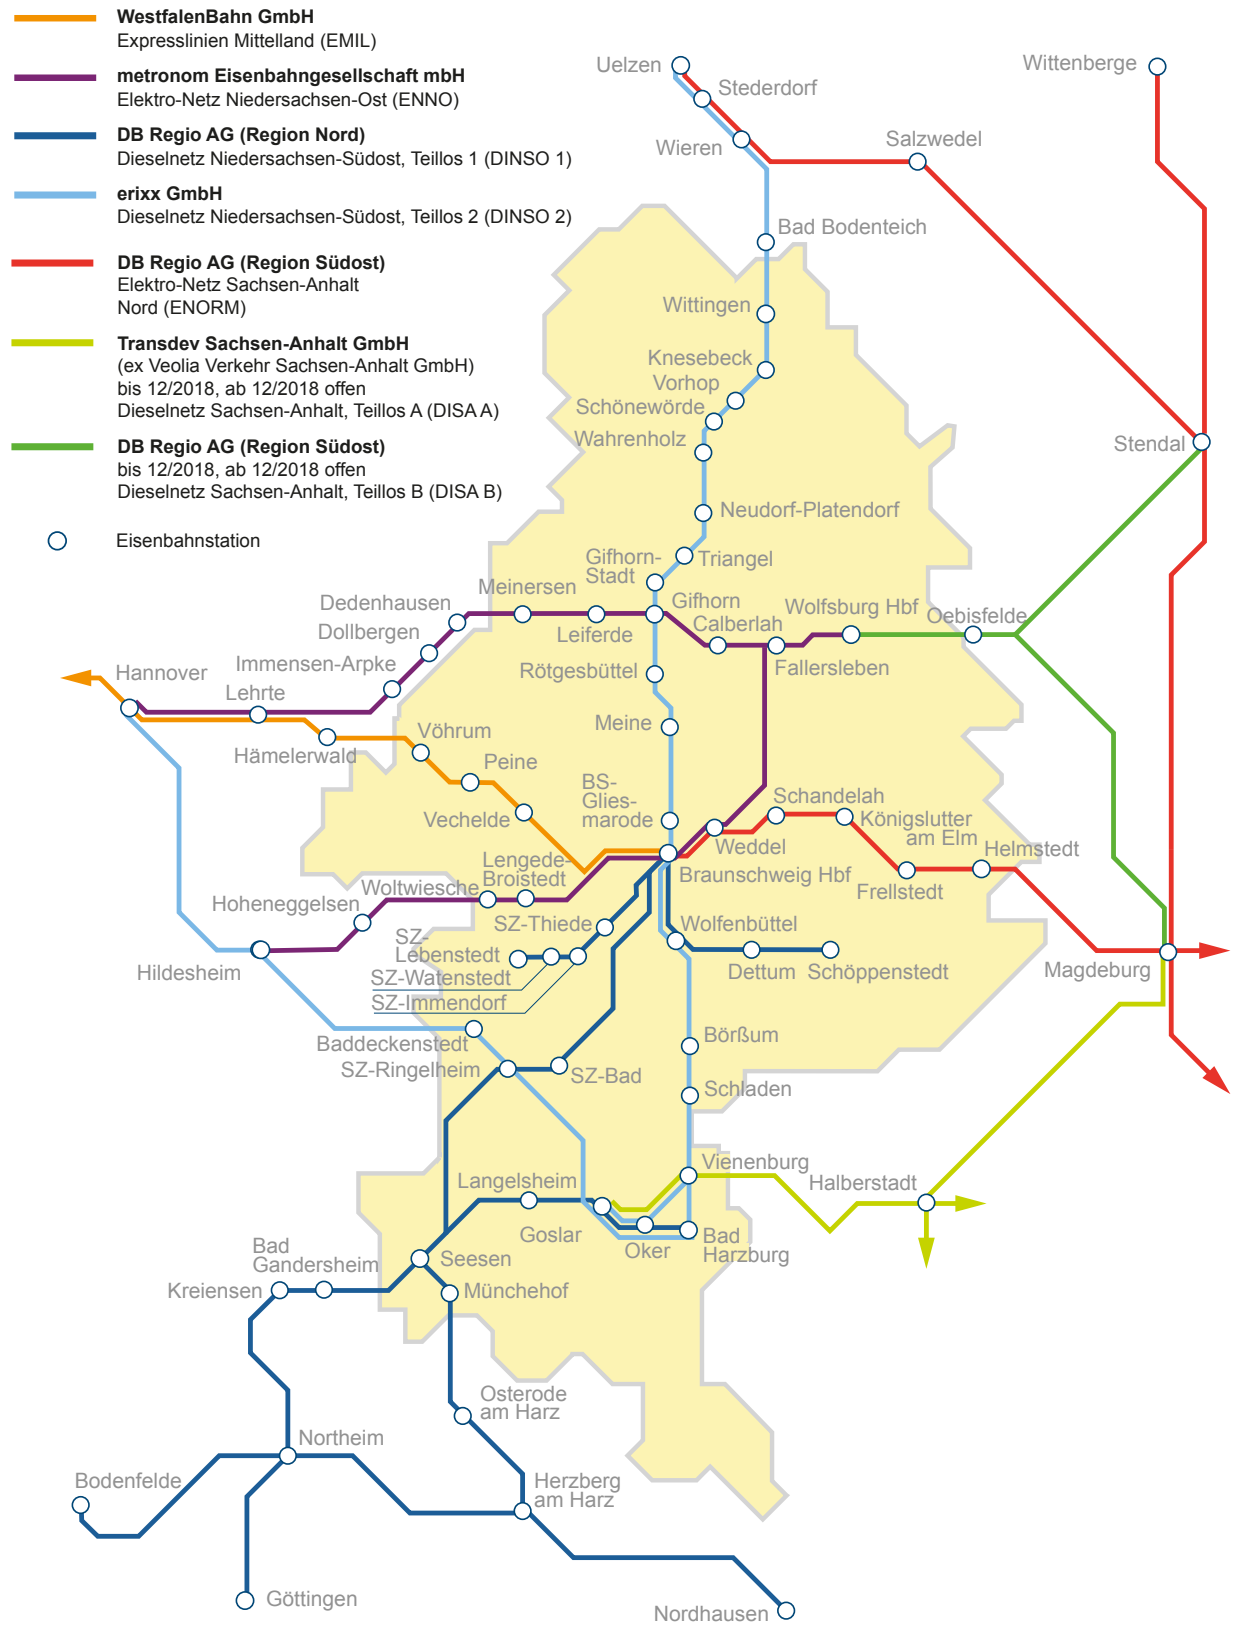 WestfalenBahn GmbH
Expresslinien Mittelland (EMIL)
metronom Eisenbahngesellschaft mbH
Elektro-Netz Niedersachsen-Ost (ENNO)
DB Regio AG (Region Nord)
Dieselnetz Niedersachsen-Südost, Teillos 1 (DINSO 1)
erixx GmbH
Dieselnetz Niedersachsen-Südost, Teillos 2 (DINSO 2)
DB Regio AG (Region Südost)
Elektro-Netz Sachsen-Anhalt
Nord (ENORM)
Transdev Sachsen-Anhalt GmbH
(ex Veolia Verkehr Sachsen-Anhalt GmbH)
bis 12/2018, ab 12/2018 offen
Dieselnetz Sachsen-Anhalt, Teillos A (DISA A)
DB Regio AG (Region Südost)
bis 12/2018, ab 12/2018 offen
Dieselnetz Sachsen-Anhalt, Teillos B (DISA B)
Eisenbahnstation
Uelzen
Wittenberge
Stederdorf
Wieren
Salzwedel
Bad Bodenteich
Wittingen
Knesebeck
Vorhop
Schönewörde
Wahrenholz
Stendal
Neudorf-Platendorf
Gifhorn-
Stadt
Triangel
Meinersen
Dedenhausen
Gifhorn
Wolfsburg Hbf
Oebisfelde
Dollbergen
Leiferde
Calberlah
Immensen-Arpke
Fallersleben
Hannover
Rötgesbüttel
Lehrte
Meine
Vöhrum
Hämelerwald
Peine
BS-
Glies-
marode
Vechelde
Schandelah
Königslutter
am Elm
Weddel
Helmstedt
Lengede-
Broistedt
Braunschweig Hbf
Frellstedt
Woltwiesche
Hoheneggelsen
SZ-Thiede
Wolfenbüttel
SZ-
Lebenstedt
Hildesheim
SZ-Watenstedt
Dettum
Schöppenstedt
Magdeburg
SZ-Immendorf
Baddeckenstedt
Börßum
SZ-Ringelheim
SZ-Bad
Schladen
Vienenburg
Langelsheim
Halberstadt
Goslar
Oker
Bad
Harzburg
Bad
Gandersheim
Seesen
Kreiensen
Münchehof
Osterode
am Harz
Northeim
Bodenfelde
Herzberg
am Harz
Göttingen
Nordhausen